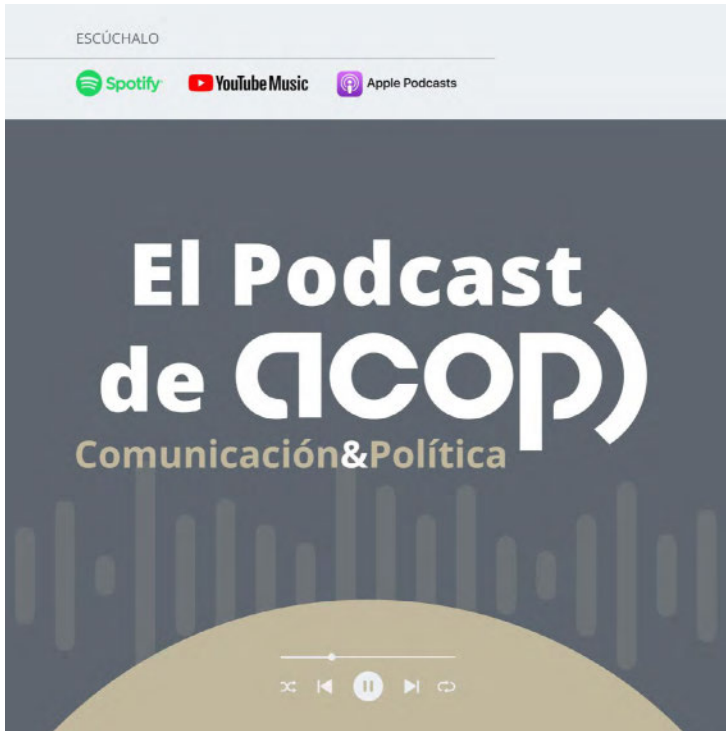 ESCÚCHALO
Spotify YouTube Music Apple Podcasts
El Podcast
de acop
Comunicación&Política